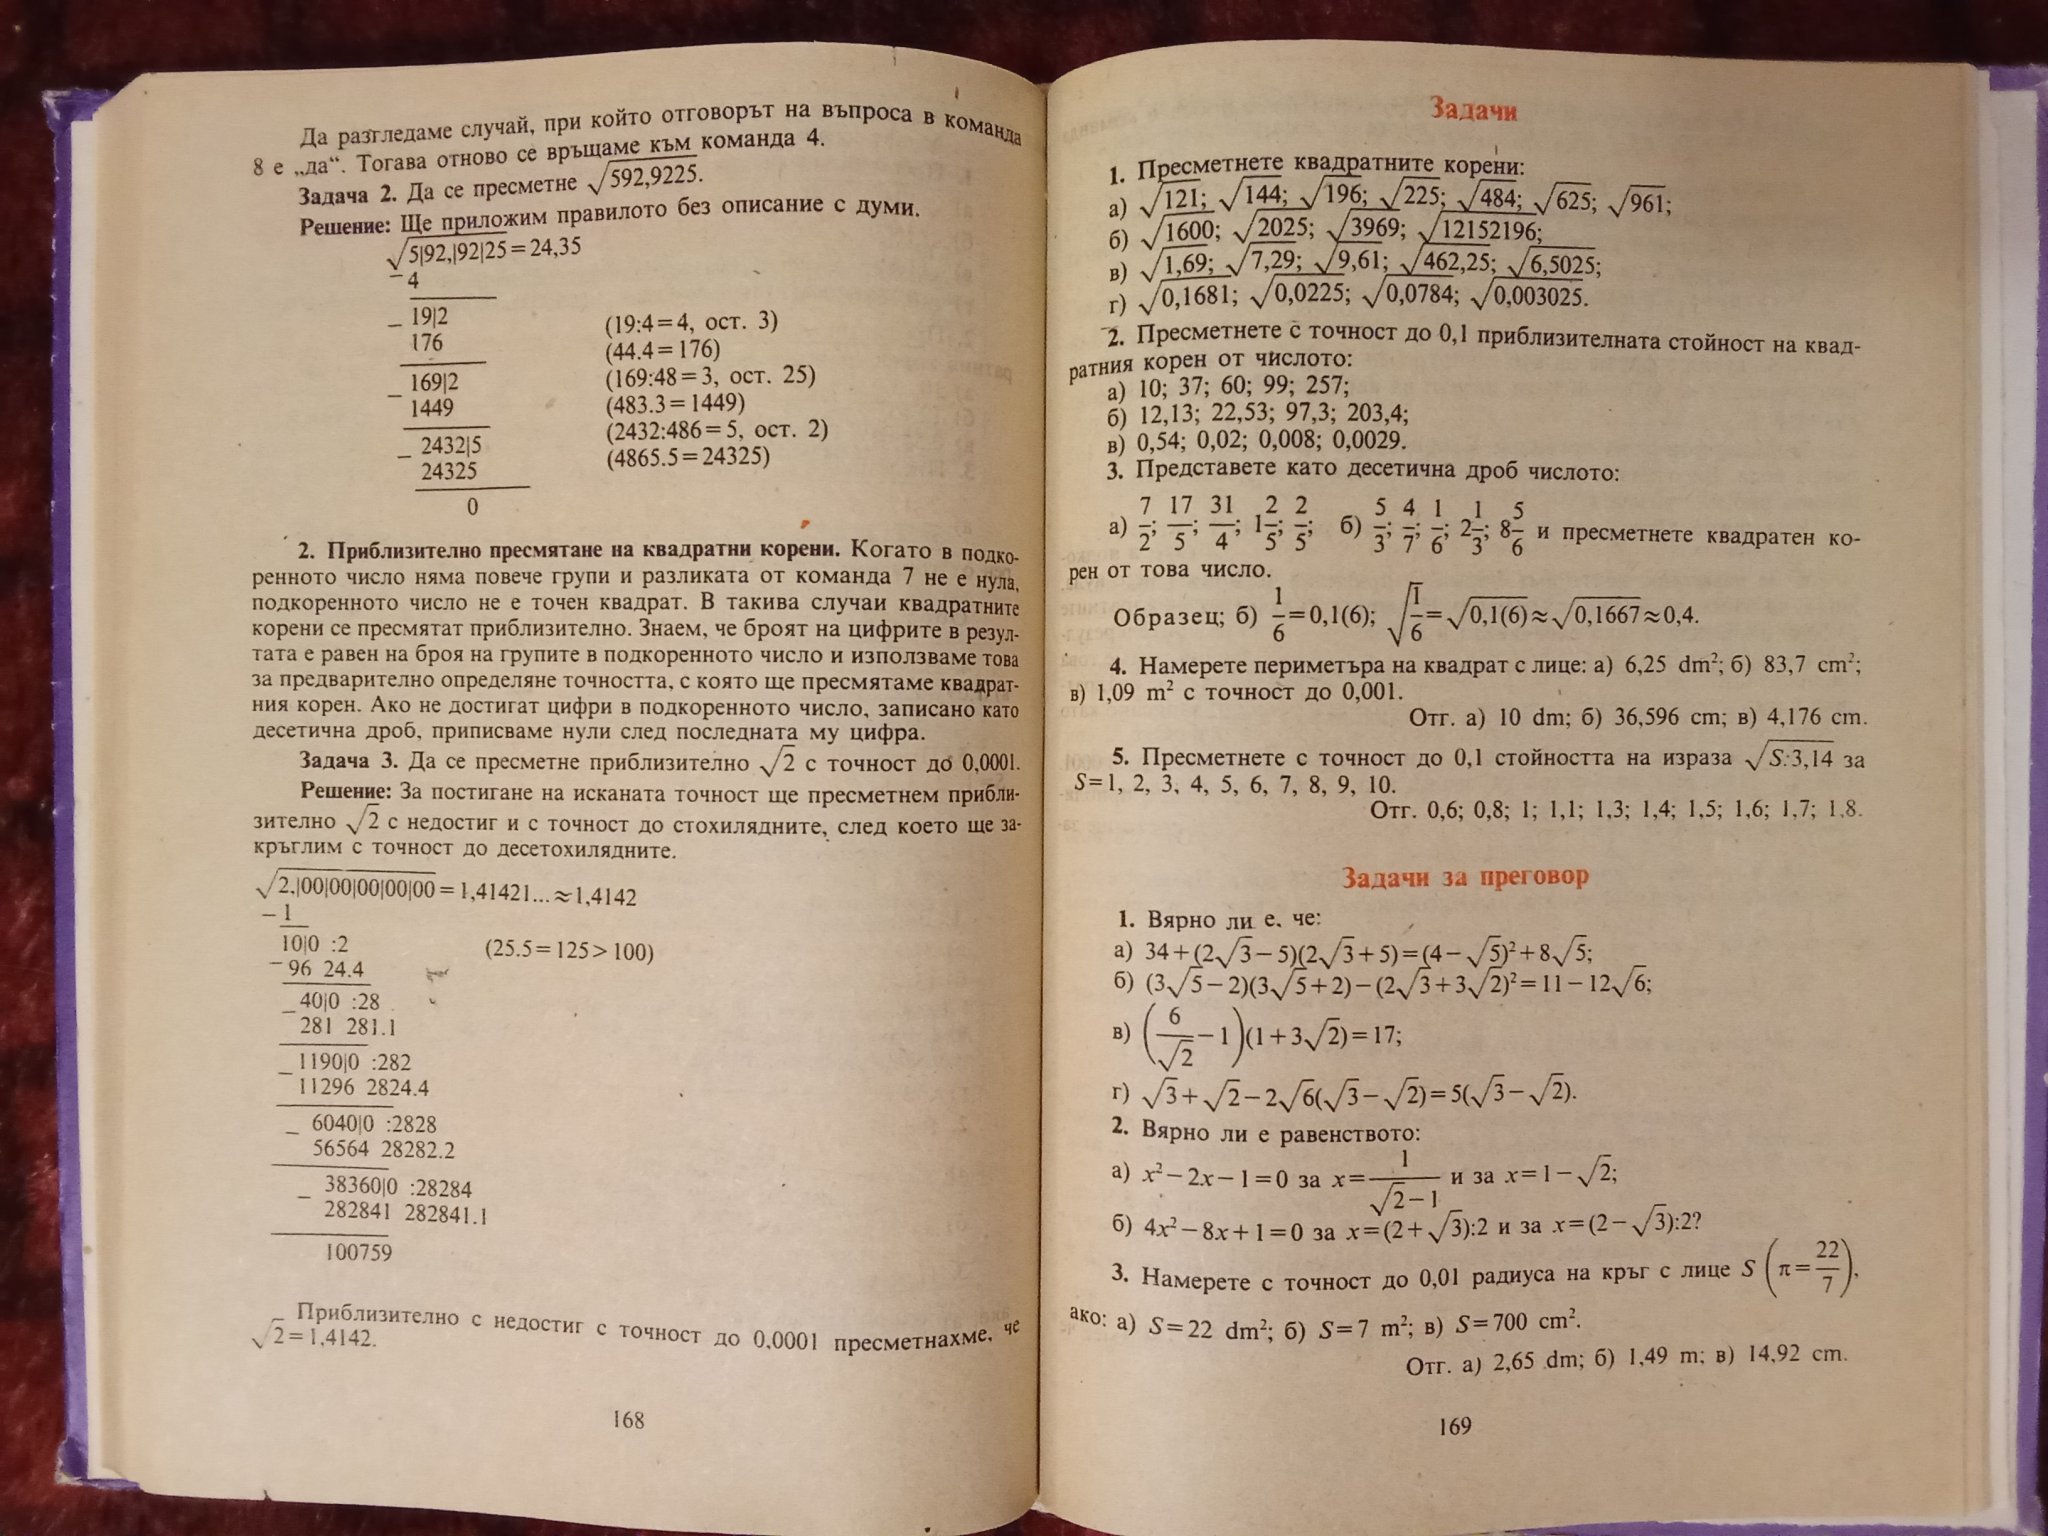 Да разгледаме случай, при който отговорът на въпроса в команда
8 е „да“. Тогава отново се връщаме към команда 4.
Задача 2. Да се пресметне √592,9225.
Решение: Ще приложим правилото без описание с думи.
√5|92,|92|25 = 24,35
− 4
− 19|2 (19:4=4, ост. 3)
176 (44.4=176)
− 169|2 (169:48=3, ост. 25)
1449 (483.3=1449)
− 2432|5 (2432:486=5, ост. 2)
24325 (4865.5=24325)
0
2. Приблизително пресмятане на квадратни корени. Когато в подко-
ренното число няма повече групи и разликата от команда 7 не е нула,
подкоренното число не е точен квадрат. В такива случаи квадратните
корени се пресмятат приблизително. Знаем, че броят на цифрите в резул-
тата е равен на броя на групите в подкоренното число и използваме това
за предварително определяне точността, с която ще пресмятаме квадрат-
ния корен. Ако не достигат цифри в подкоренното число, записано като
десетична дроб, приписваме нули след последната му цифра.
Задача 3. Да се пресметне приблизително √2 с точност до 0,0001.
Решение: За постигане на исканата точност ще пресметнем прибли-
зително √2 с недостиг и с точност до стохилядните, след което ще за-
кръглим с точност до десетохилядните.
√2,|00|00|00|00|00 = 1,41421...≈1,4142
− 1
10|0 :2 (25.5=125>100)
− 96 24.4
− 40|0 :28
281 281.1
− 1190|0 :282
11296 2824.4
− 6040|0 :2828
56564 28282.2
− 38360|0 :28284
282841 282841.1
100759
Приблизително с недостиг с точност до 0,0001 пресметнахме, че
√2=1,4142.
168
Задачи
1. Пресметнете квадратните корени:
а) √121; √144; √196; √225; √484; √625; √961;
б) √1600; √2025; √3969; √12152196;
в) √1,69; √7,29; √9,61; √462,25; √6,5025;
г) √0,1681; √0,0225; √0,0784; √0,003025.
2. Пресметнете с точност до 0,1 приблизителната стойност на квад-
ратния корен от числото:
а) 10; 37; 60; 99; 257;
б) 12,13; 22,53; 97,3; 203,4;
в) 0,54; 0,02; 0,008; 0,0029.
3. Представете като десетична дроб числото:
а) 7/2; 17/5; 31/4; 1 2/5; 2/5; б) 5/3; 4/7; 1/6; 2 1/3; 8 5/6 и пресметнете квадратен ко-
рен от това число.
Образец; б) 1/6=0,1(6); √1/6=√0,1(6)≈√0,1667≈0,4.
4. Намерете периметъра на квадрат с лице: а) 6,25 dm²; б) 83,7 cm²;
в) 1,09 m² с точност до 0,001.
Отг. а) 10 dm; б) 36,596 cm; в) 4,176 cm.
5. Пресметнете с точност до 0,1 стойността на израза √S:3,14 за
S=1, 2, 3, 4, 5, 6, 7, 8, 9, 10.
Отг. 0,6; 0,8; 1; 1,1; 1,3; 1,4; 1,5; 1,6; 1,7; 1,8.
Задачи за преговор
1. Вярно ли е, че:
а) 34+(2√3−5)(2√3+5)=(4−√5)²+8√5;
б) (3√5−2)(3√5+2)−(2√3+3√2)²=11−12√6;
в) (6/√2−1)(1+3√2)=17;
г) √3+√2−2√6(√3−√2)=5(√3−√2).
2. Вярно ли е равенството:
а) x²−2x−1=0 за x=1/(√2−1) и за x=1−√2;
б) 4x²−8x+1=0 за x=(2+√3):2 и за x=(2−√3):2?
3. Намерете с точност до 0,01 радиуса на кръг с лице S (π=22/7),
ако: а) S=22 dm²; б) S=7 m²; в) S=700 cm².
Отг. а) 2,65 dm; б) 1,49 m; в) 14,92 cm.
169